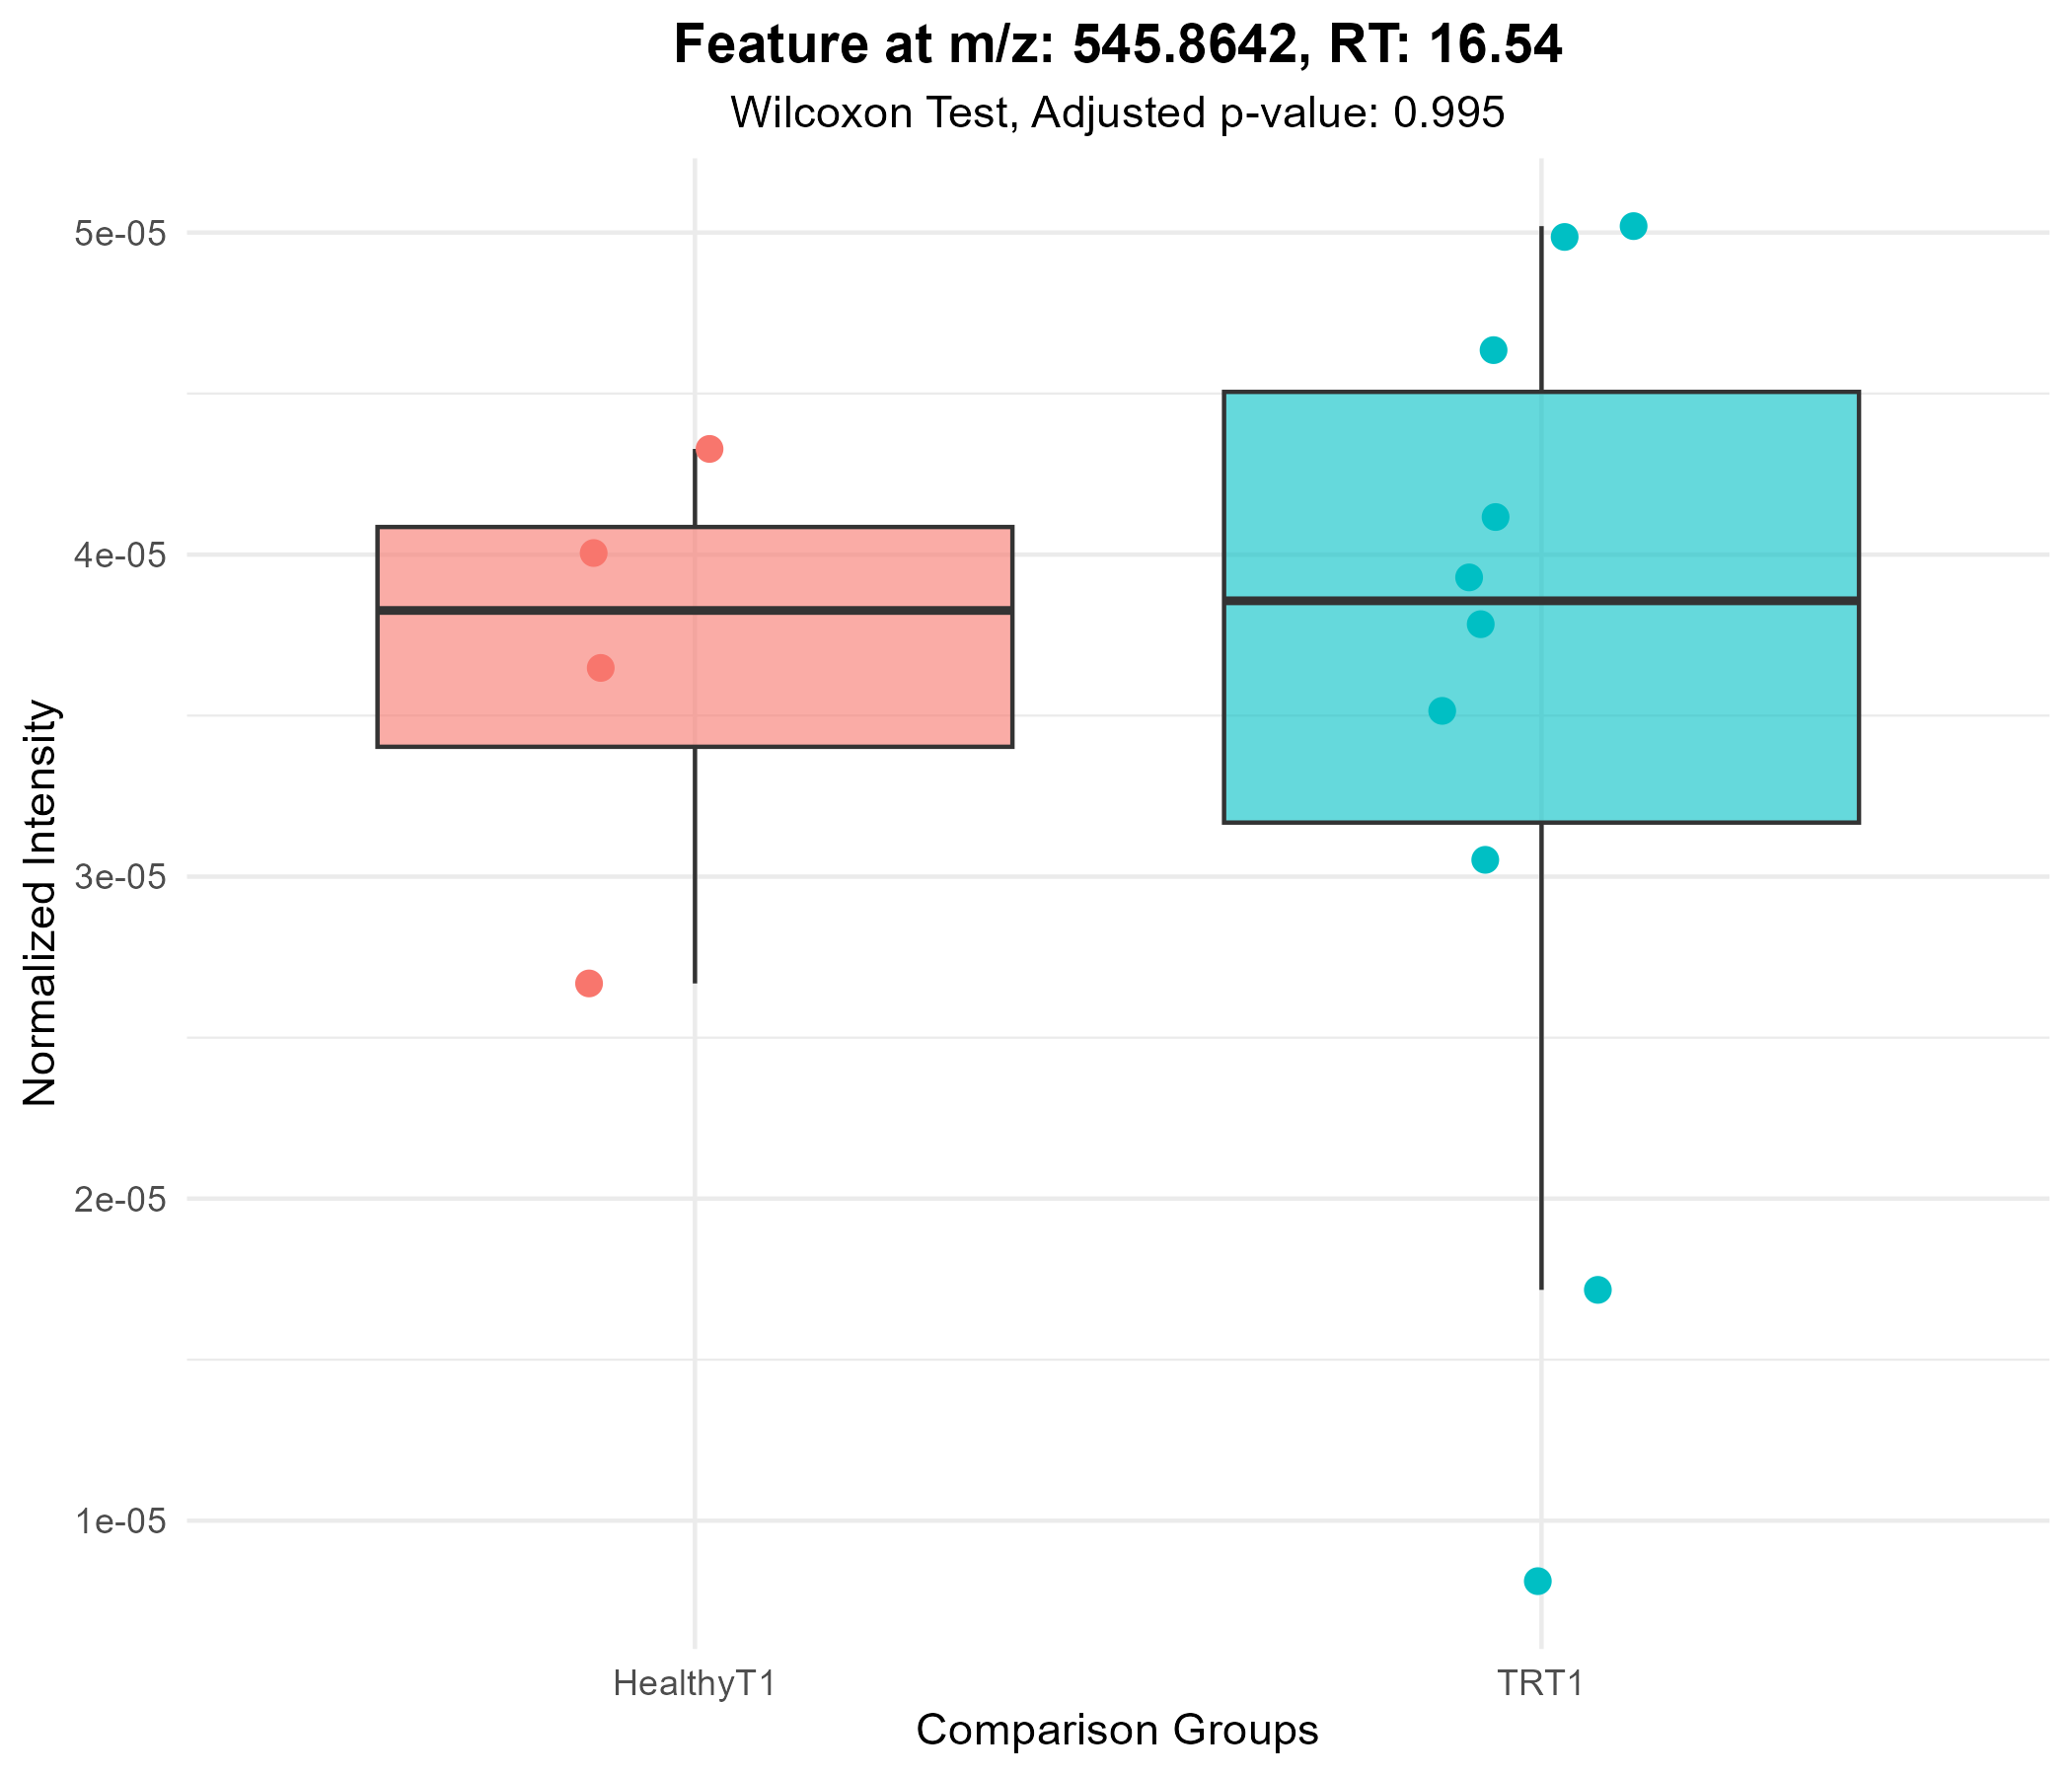 Feature at m/z: 545.8642, RT: 16.54
Wilcoxon Test, Adjusted p-value: 0.995
Normalized Intensity
5e-05
4e-05
3e-05
2e-05
1e-05
HealthyT1
TRT1
Comparison Groups